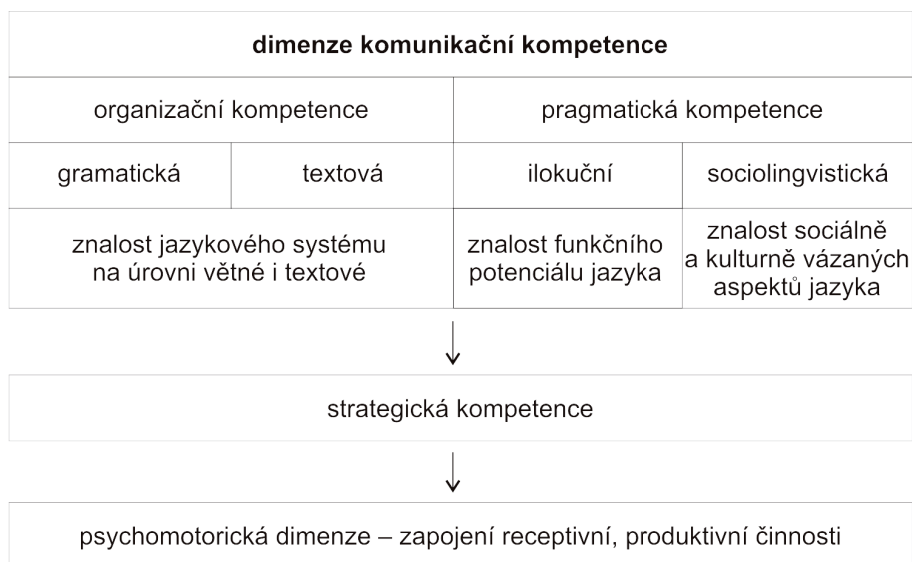 dimenze komunikační kompetence
organizační kompetence
pragmatická kompetence
gramatická
textová
ilokuční
sociolingvistická
znalost jazykového systému
na úrovni větné i textové
znalost funkčního
potenciálu jazyka
znalost sociálně
a kulturně vázaných
aspektů jazyka
strategická kompetence
psychomotorická dimenze – zapojení receptivní, produktivní činnosti